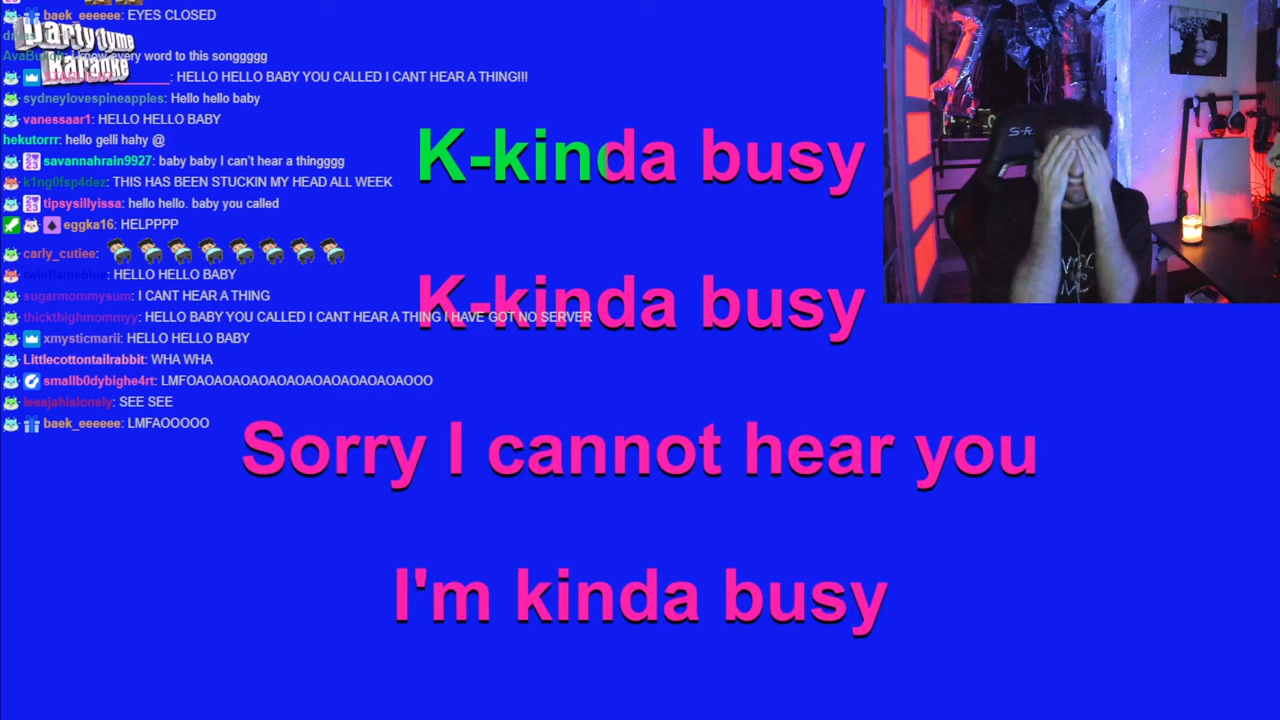 baek_eeeeee: EYES CLOSED
Party tyme
Karaoke
i know every word to this songgggg
: HELLO HELLO BABY YOU CALLED I CANT HEAR A THING!!!
sydneylovespineapples: Hello hello baby
vanessaar1: HELLO HELLO BABY
hekutorrr: hello gelli hahy @
savannahrain9927: baby baby I can't hear a thingggg
k1ng0fsp4dez: THIS HAS BEEN STUCKIN MY HEAD ALL WEEK
tipsysillyissa: hello hello. baby you called
eggka16: HELPPPP
carly_cutiee:
twinflameblue: HELLO HELLO BABY
sugarmommysum: I CANT HEAR A THING
thickthighmommyy: HELLO BABY YOU CALLED I CANT HEAR A THING I HAVE GOT NO SERVER
xmysticmarii: HELLO HELLO BABY
Littlecottontailrabbit: WHA WHA
smallb0dybighe4rt: LMFOAOAOAOAOAOAOAOAOAOAOAOOO
leeajahislonely: SEE SEE
baek_eeeeee: LMFAOOOOO
K-kinda busy
K-kinda busy
Sorry I cannot hear you
I'm kinda busy